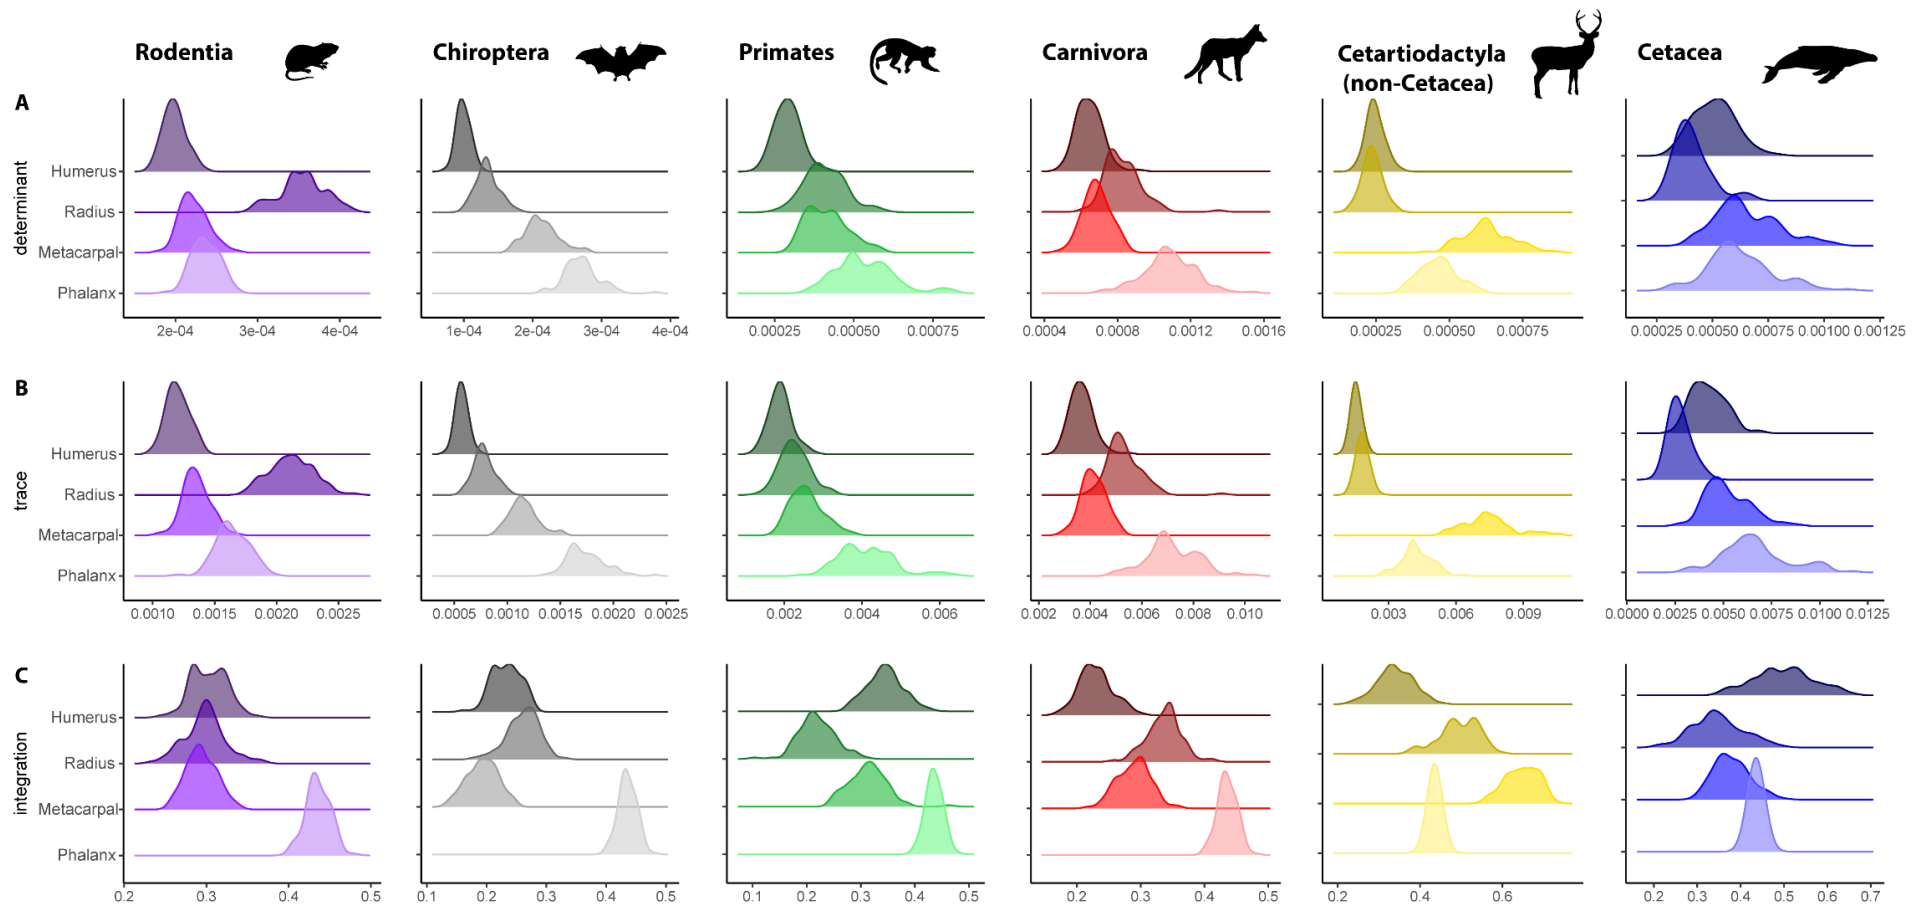 Rodentia
Chiroptera
Primates
Carnivora
Cetartiodactyla
(non-Cetacea)
Cetacea
A
determinant
Humerus
Radius
Metacarpal
Phalanx
2e-04 3e-04 4e-04
1e-04 2e-04 3e-04 4e-04
0.00025 0.00050 0.00075
0.0004 0.0008 0.0012 0.0016
0.00025 0.00050 0.00075
0.00025 0.00050 0.00075 0.00100 0.00125
B
trace
Humerus
Radius
Metacarpal
Phalanx
0.0010 0.0015 0.0020 0.0025
0.0005 0.0010 0.0015 0.0020 0.0025
0.002 0.004 0.006
0.002 0.004 0.006 0.008 0.010
0.003 0.006 0.009
0.0000 0.0025 0.0050 0.0075 0.0100 0.0125
C
integration
Humerus
Radius
Metacarpal
Phalanx
0.2 0.3 0.4 0.5
0.1 0.2 0.3 0.4 0.5
0.1 0.2 0.3 0.4 0.5
0.2 0.3 0.4 0.5
0.2 0.4 0.6
0.2 0.3 0.4 0.5 0.6 0.7